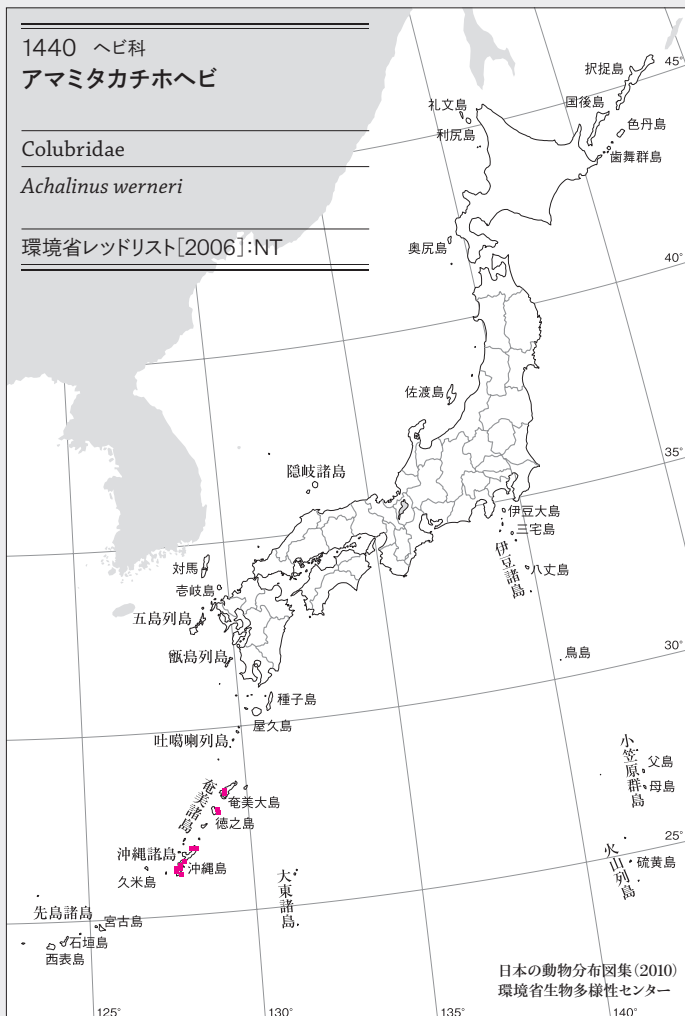 1440 ヘビ科
アマミタカチホヘビ
Colubridae
Achalinus werneri
環境省レッドリスト[2006]:NT
択捉島
45°
国後島
礼文島
色丹島
利尻島
歯舞群島
奥尻島
40°
佐渡島
35°
隠岐諸島
伊豆大島
三宅島
伊豆諸島
八丈島
対馬
壱岐島
五島列島
甑島列島
鳥島
30°
種子島
屋久島
吐噶喇列島
小笠原群島
父島
母島
奄美諸島
奄美大島
徳之島
25°
沖縄諸島
沖縄島
久米島
火山列島
硫黄島
大東諸島
先島諸島
宮古島
石垣島
西表島
日本の動物分布図集(2010)
環境省生物多様性センター
125°
130°
135°
140°